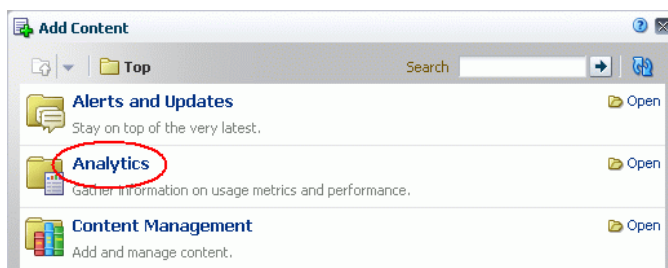 Add Content
Top Search
Alerts and Updates Open
Stay on top of the very latest.
Analytics Open
Gather information on usage metrics and performance.
Content Management Open
Add and manage content.